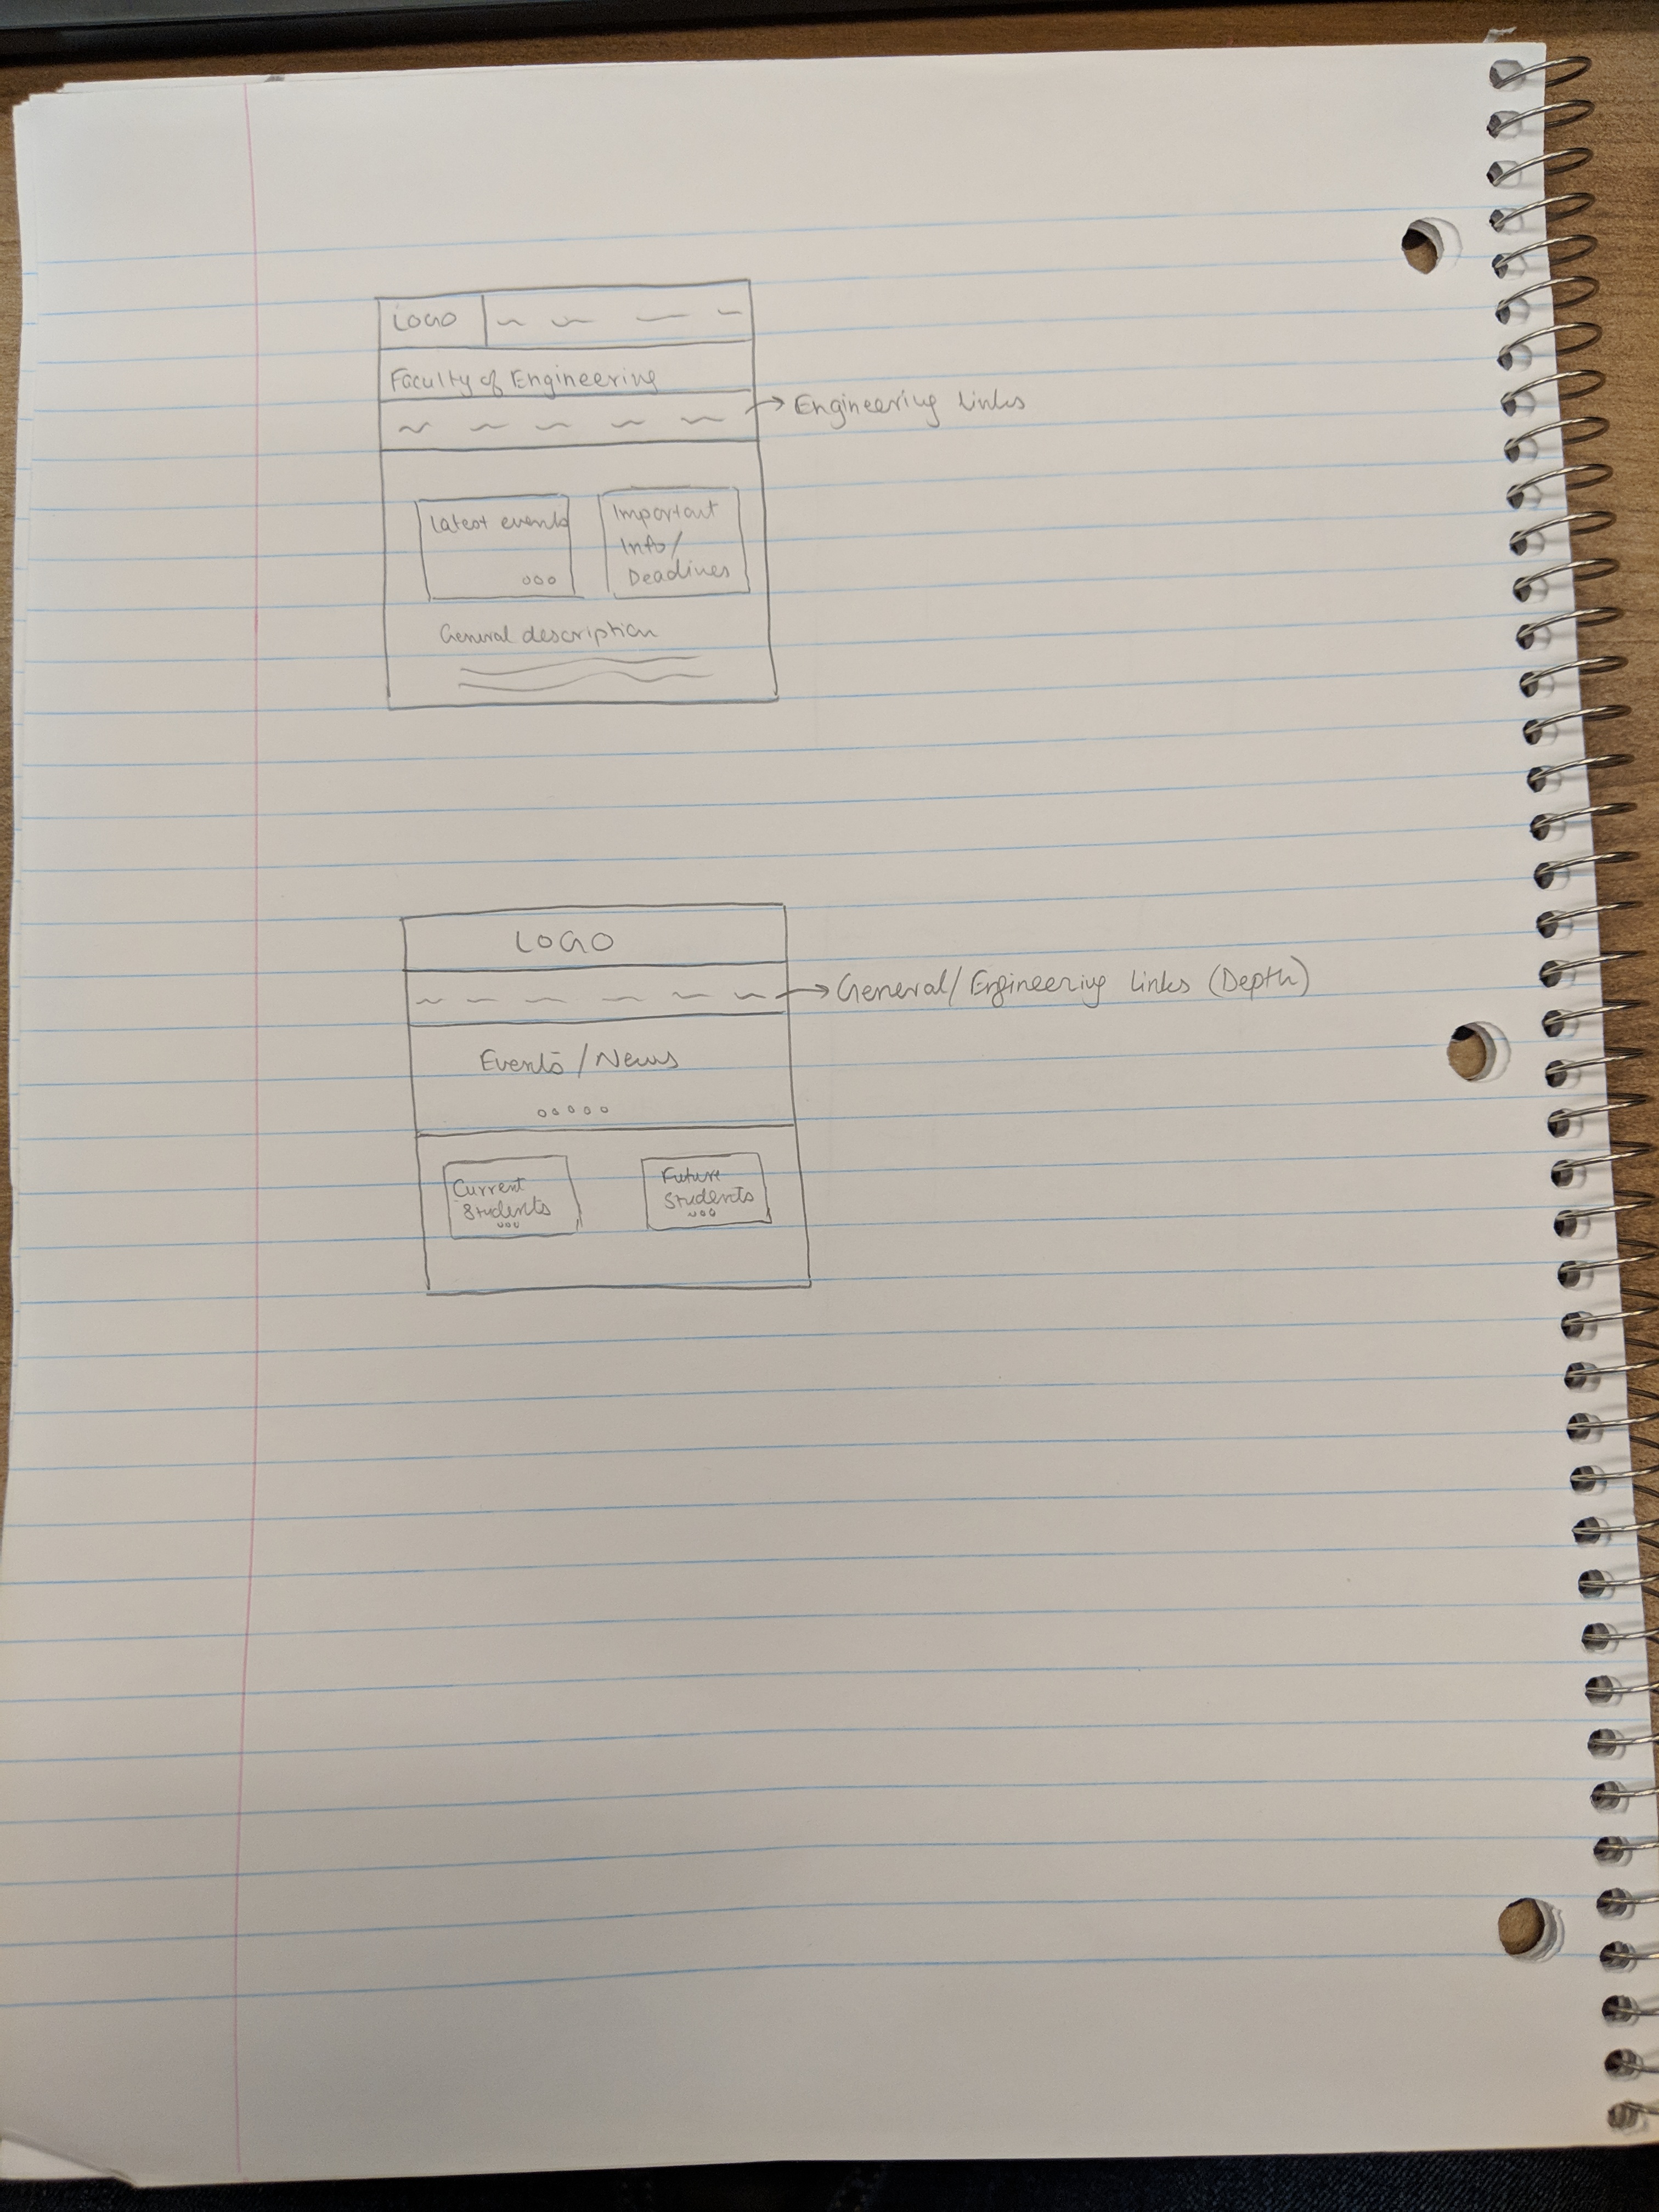 LOGO
Faculty of Engineering
Engineering links
Latest events
Important
Info/
Deadlines
General description
LOGO
General/Engineering links (Depth)
Events/News
Current
Students
Future
Students